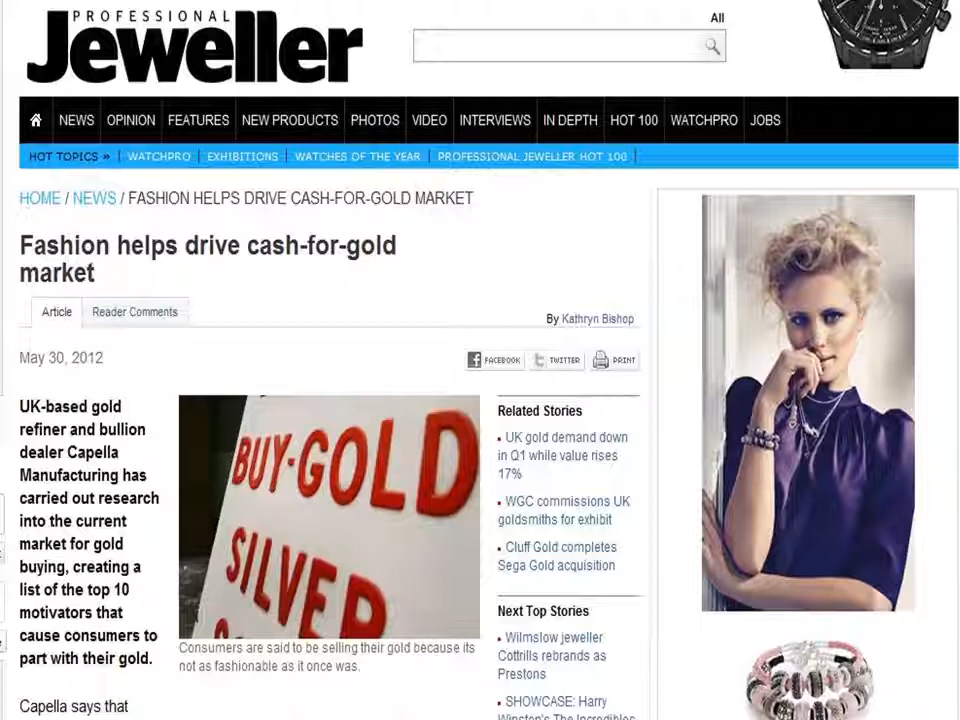 PROFESSIONAL
Jeweller
All
NEWS OPINION FEATURES NEW PRODUCTS PHOTOS VIDEO INTERVIEWS IN DEPTH HOT 100 WATCHPRO JOBS
HOT TOPICS » WATCHPRO EXHIBITIONS WATCHES OF THE YEAR PROFESSIONAL JEWELLER HOT 100
HOME / NEWS / FASHION HELPS DRIVE CASH-FOR-GOLD MARKET
Fashion helps drive cash-for-gold
market
Article Reader Comments
By Kathryn Bishop
May 30, 2012
FACEBOOK TWITTER PRINT
UK-based gold
refiner and bullion
dealer Capella
Manufacturing has
carried out research
into the current
market for gold
buying, creating a
list of the top 10
motivators that
cause consumers to
part with their gold.
Capella says that
BUY-GOLD
SILVER
Consumers are said to be selling their gold because its
not as fashionable as it once was.
Related Stories
UK gold demand down
in Q1 while value rises
17%
WGC commissions UK
goldsmiths for exhibit
Cluff Gold completes
Sega Gold acquisition
Next Top Stories
Wilmslow jeweller
Cottrills rebrands as
Prestons
SHOWCASE: Harry
Winston's The Incredibles